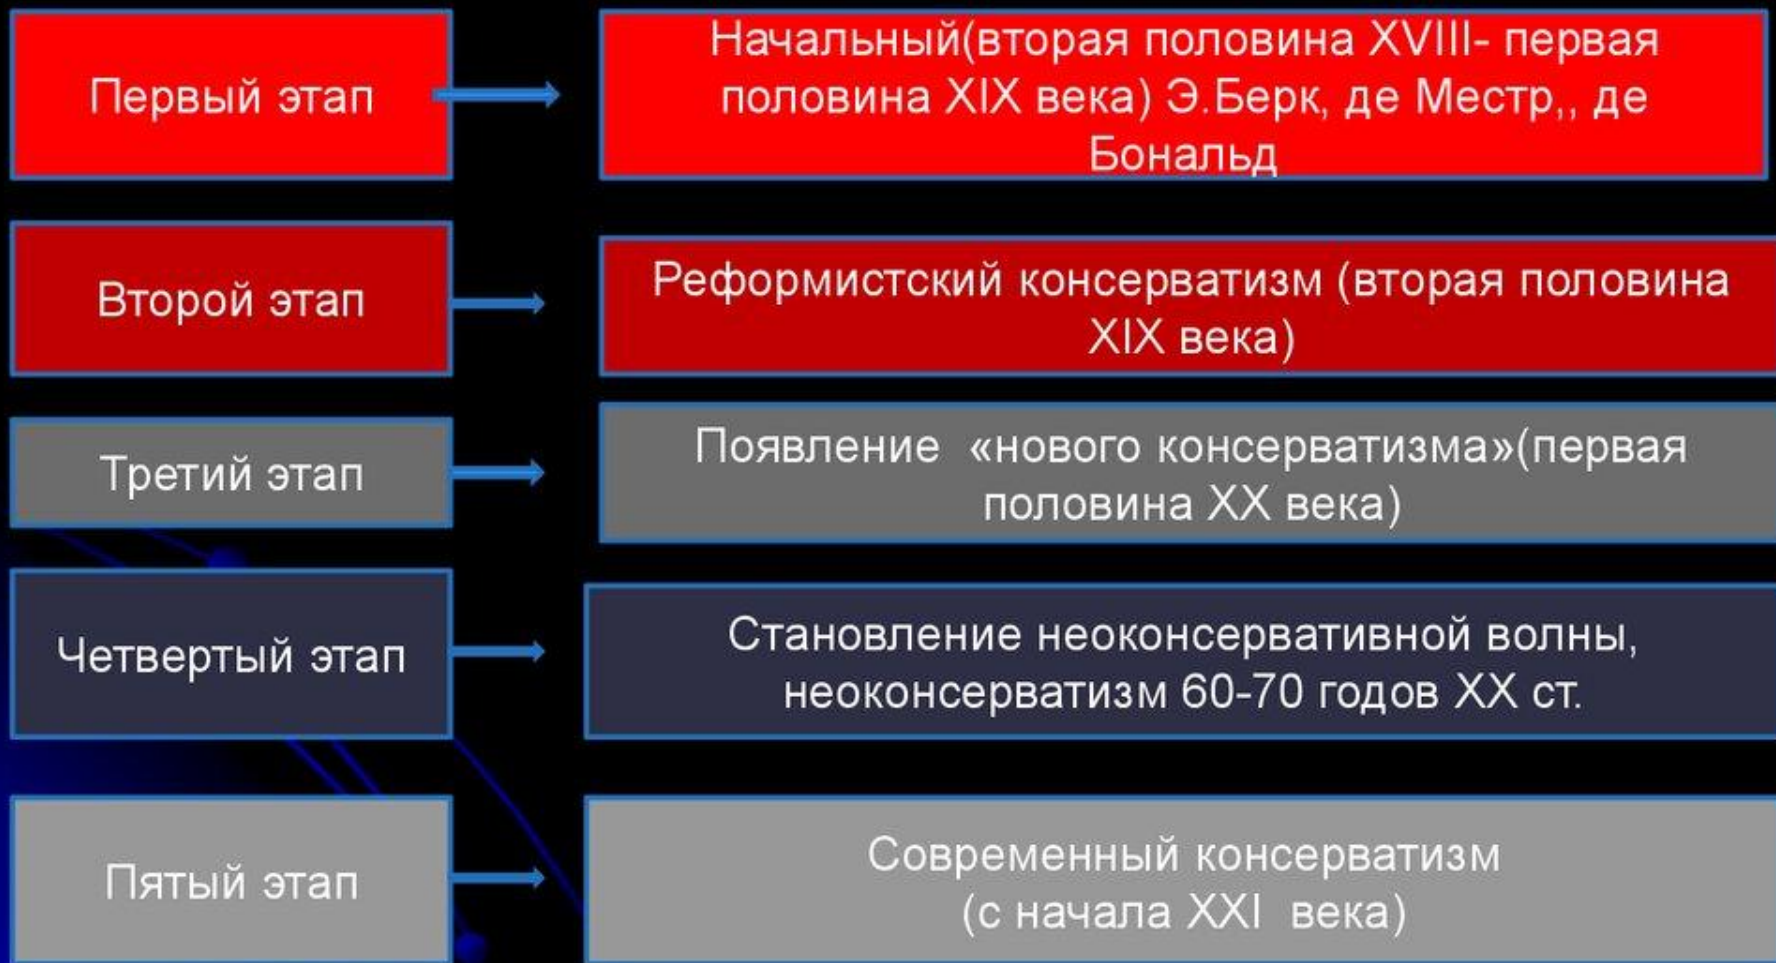 Первый этап
Начальный(вторая половина XVIII- первая
половина XIX века) Э.Берк, де Местр,, де
Бональд
Второй этап
Реформистский консерватизм (вторая половина
XIX века)
Третий этап
Появление «нового консерватизма»(первая
половина XX века)
Четвертый этап
Становление неоконсервативной волны,
неоконсерватизм 60-70 годов XX ст.
Пятый этап
Современный консерватизм
(с начала XXI века)